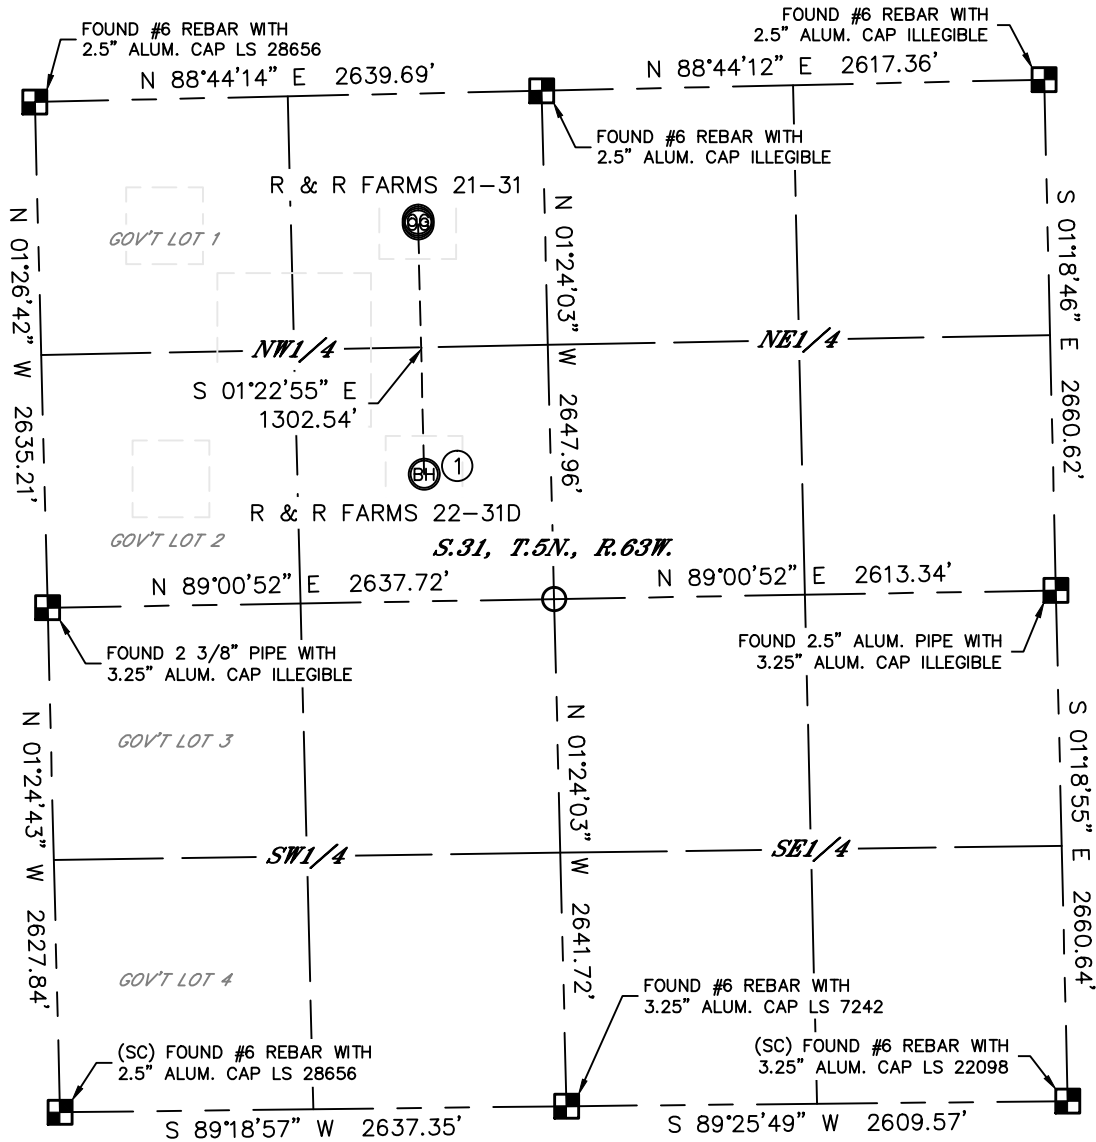 FOUND #6 REBAR WITH
2.5" ALUM. CAP LS 28656
FOUND #6 REBAR WITH
2.5" ALUM. CAP ILLEGIBLE
N 88°44'14" E 2639.69'
N 88°44'12" E 2617.36'
FOUND #6 REBAR WITH
2.5" ALUM. CAP ILLEGIBLE
R & R FARMS 21-31
GOV'T LOT 1
N 01°26'42" W 2635.21'
N 01°24'03" W 2647.96'
S 01°18'46" E 2660.62'
NW1/4
NE1/4
S 01°22'55" E
1302.54'
BH
1
R & R FARMS 22-31D
GOV'T LOT 2
S.31, T.5N., R.63W.
N 89°00'52" E 2637.72'
N 89°00'52" E 2613.34'
FOUND 2 3/8" PIPE WITH
3.25" ALUM. CAP ILLEGIBLE
FOUND 2.5" ALUM. PIPE WITH
3.25" ALUM. CAP ILLEGIBLE
GOV'T LOT 3
N 01°24'43" W 2627.84'
N 01°24'03" W 2641.72'
S 01°18'55" E 2660.64'
SW1/4
SE1/4
GOV'T LOT 4
FOUND #6 REBAR WITH
3.25" ALUM. CAP LS 7242
(SC) FOUND #6 REBAR WITH
2.5" ALUM. CAP LS 28656
(SC) FOUND #6 REBAR WITH
3.25" ALUM. CAP LS 22098
S 89°18'57" W 2637.35'
S 89°25'49" W 2609.57'